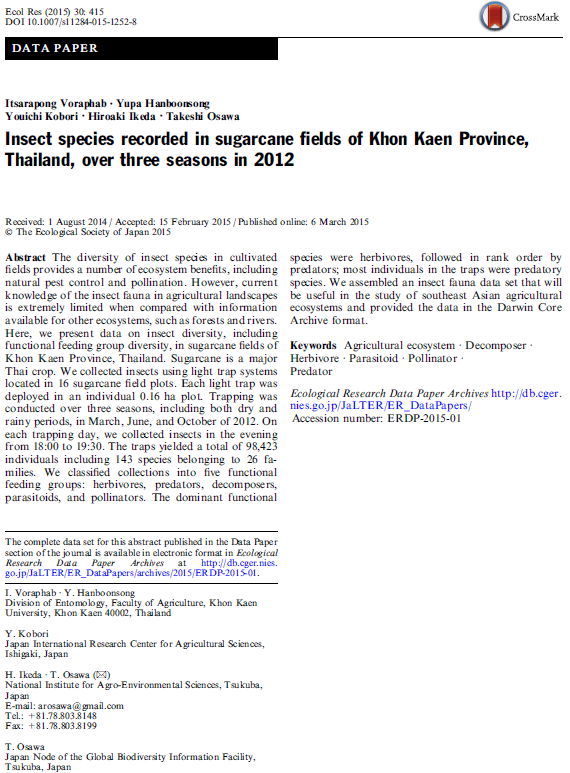 Ecol Res (2015) 30: 415
DOI 10.1007/s11284-015-1252-8
CrossMark
DATA PAPER
Itsarapong Voraphab · Yupa Hanboonsong
Youichi Kobori · Hiroaki Ikeda · Takeshi Osawa
Insect species recorded in sugarcane fields of Khon Kaen Province,
Thailand, over three seasons in 2012
Received: 1 August 2014 / Accepted: 15 February 2015 / Published online: 6 March 2015
© The Ecological Society of Japan 2015
Abstract The diversity of insect species in cultivated
fields provides a number of ecosystem benefits, including
natural pest control and pollination. However, current
knowledge of the insect fauna in agricultural landscapes
is extremely limited when compared with information
available for other ecosystems, such as forests and rivers.
Here, we present data on insect diversity, including
functional feeding group diversity, in sugarcane fields of
Khon Kaen Province, Thailand. Sugarcane is a major
Thai crop. We collected insects using light trap systems
located in 16 sugarcane field plots. Each light trap was
deployed in an individual 0.16 ha plot. Trapping was
conducted over three seasons, including both dry and
rainy periods, in March, June, and October of 2012. On
each trapping day, we collected insects in the evening
from 18:00 to 19:30. The traps yielded a total of 98,423
individuals including 143 species belonging to 26 fa-
milies. We classified collections into five functional
feeding groups: herbivores, predators, decomposers,
parasitoids, and pollinators. The dominant functional
species were herbivores, followed in rank order by
predators; most individuals in the traps were predatory
species. We assembled an insect fauna data set that will
be useful in the study of southeast Asian agricultural
ecosystems and provided the data in the Darwin Core
Archive format.
Keywords Agricultural ecosystem · Decomposer ·
Herbivore · Parasitoid · Pollinator ·
Predator
Ecological Research Data Paper Archives http://db.cger.
nies.go.jp/JaLTER/ER_DataPapers/
Accession number: ERDP-2015-01
The complete data set for this abstract published in the Data Paper
section of the journal is available in electronic format in Ecological
Research Data Paper Archives at http://db.cger.nies.
go.jp/JaLTER/ER_DataPapers/archives/2015/ERDP-2015-01.
I. Voraphab · Y. Hanboonsong
Division of Entomology, Faculty of Agriculture, Khon Kaen
University, Khon Kaen 40002, Thailand
Y. Kobori
Japan International Research Center for Agricultural Sciences,
Ishigaki, Japan
H. Ikeda · T. Osawa (✉)
National Institute for Agro-Environmental Sciences, Tsukuba,
Japan
E-mail: arosawa@gmail.com
Tel.: +81.78.803.8148
Fax: +81.78.803.8199
T. Osawa
Japan Node of the Global Biodiversity Information Facility,
Tsukuba, Japan